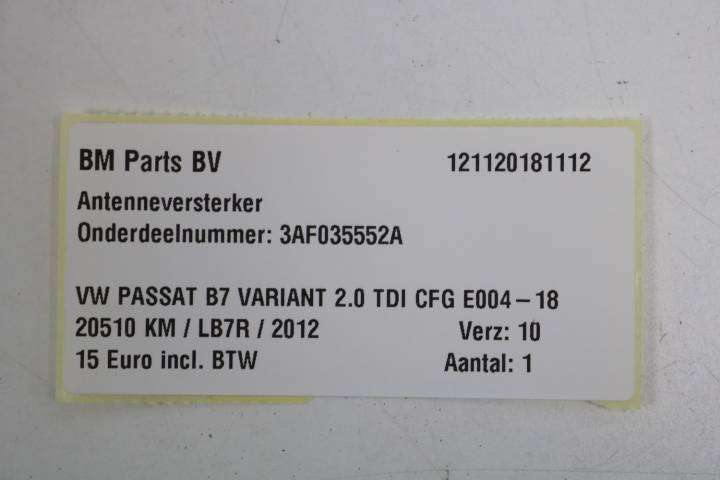 BM Parts BV 121120181112
Antenneversterker
Onderdeelnummer: 3AF035552A
VW PASSAT B7 VARIANT 2.0 TDI CFG E004-18
20510 KM / LB7R / 2012 Verz: 10
15 Euro incl. BTW Aantal: 1